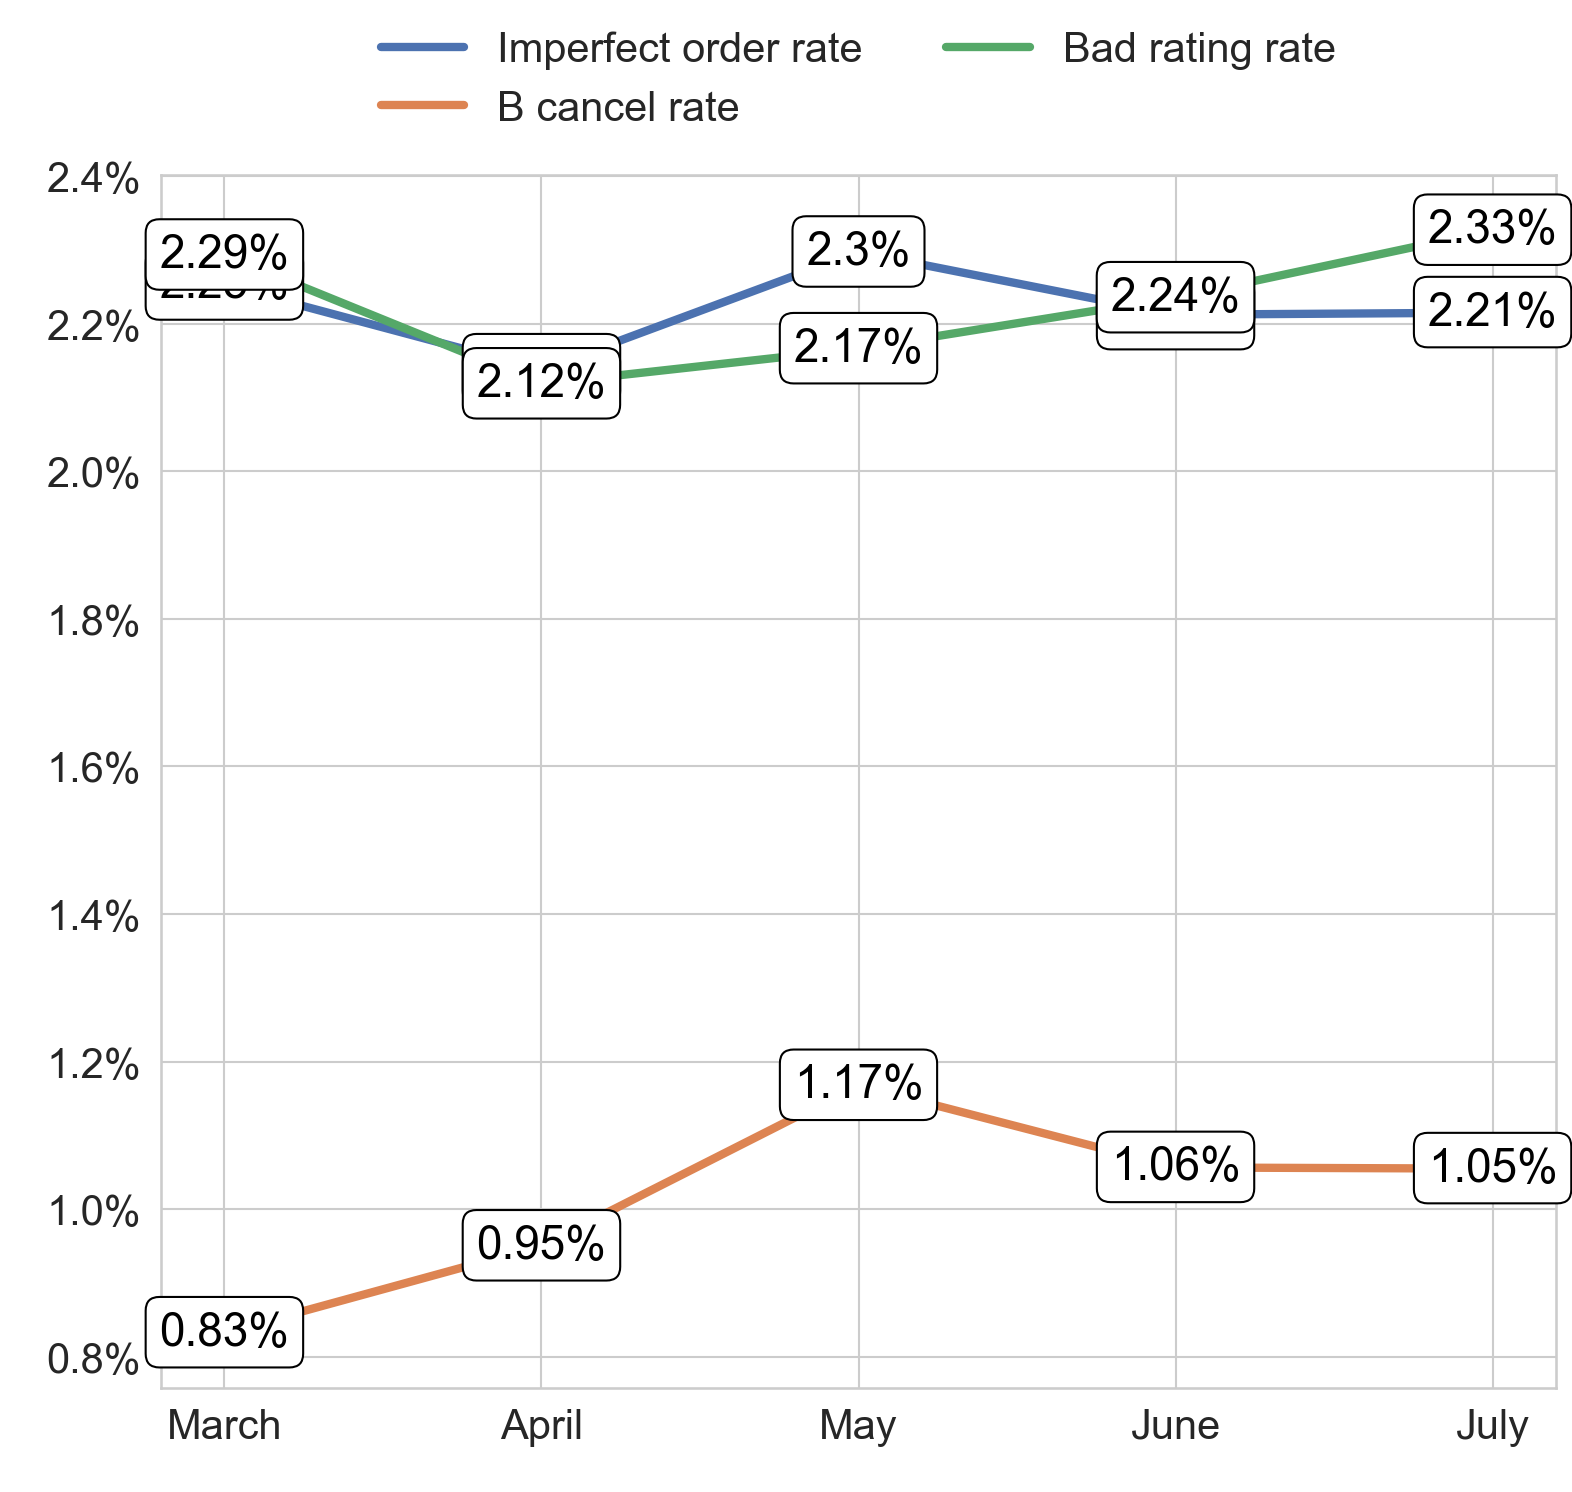 Imperfect order rate
Bad rating rate
B cancel rate
2.4%
2.2%
2.0%
1.8%
1.6%
1.4%
1.2%
1.0%
0.8%
2.29%
2.12%
2.3%
2.17%
2.24%
2.33%
2.21%
0.83%
0.95%
1.17%
1.06%
1.05%
March
April
May
June
July